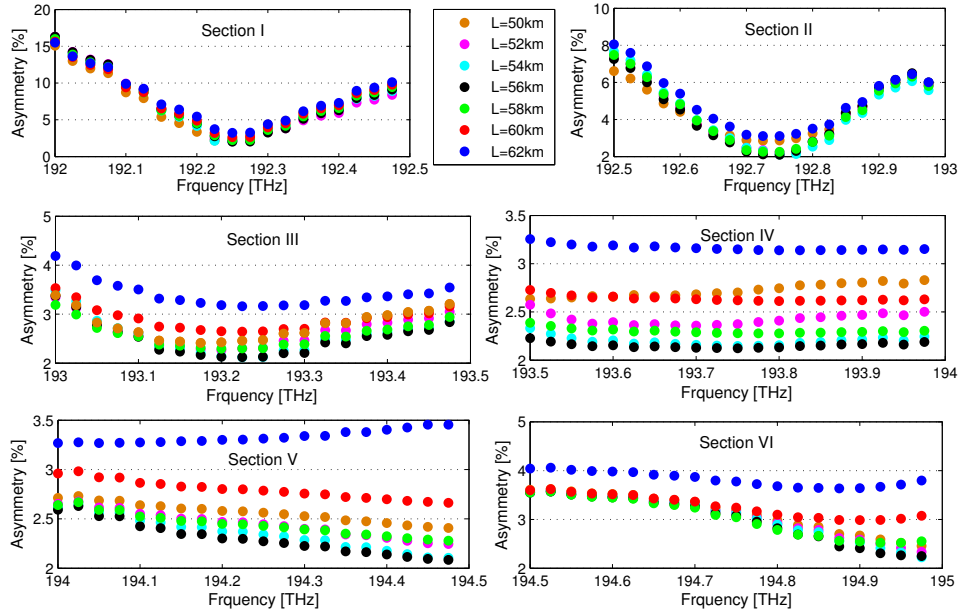 Section I
Asymmetry [%]
20
15
10
5
0
192
192.1
192.2
192.3
192.4
192.5
Frquency [THz]
L=50km
L=52km
L=54km
L=56km
L=58km
L=60km
L=62km
Section II
Asymmetry [%]
10
8
6
4
2
192.5
192.6
192.7
192.8
192.9
193
Frquency [THz]
Section III
Asymmetry [%]
5
4
3
2
193
193.1
193.2
193.3
193.4
193.5
Frquency [THz]
Section IV
Asymmetry [%]
3.5
3
2.5
2
193.5
193.6
193.7
193.8
193.9
194
Frquency [THz]
Section V
Asymmetry [%]
3.5
3
2.5
2
194
194.1
194.2
194.3
194.4
194.5
Frquency [THz]
Section VI
Asymmetry [%]
5
4
3
2
194.5
194.6
194.7
194.8
194.9
195
Frquency [THz]